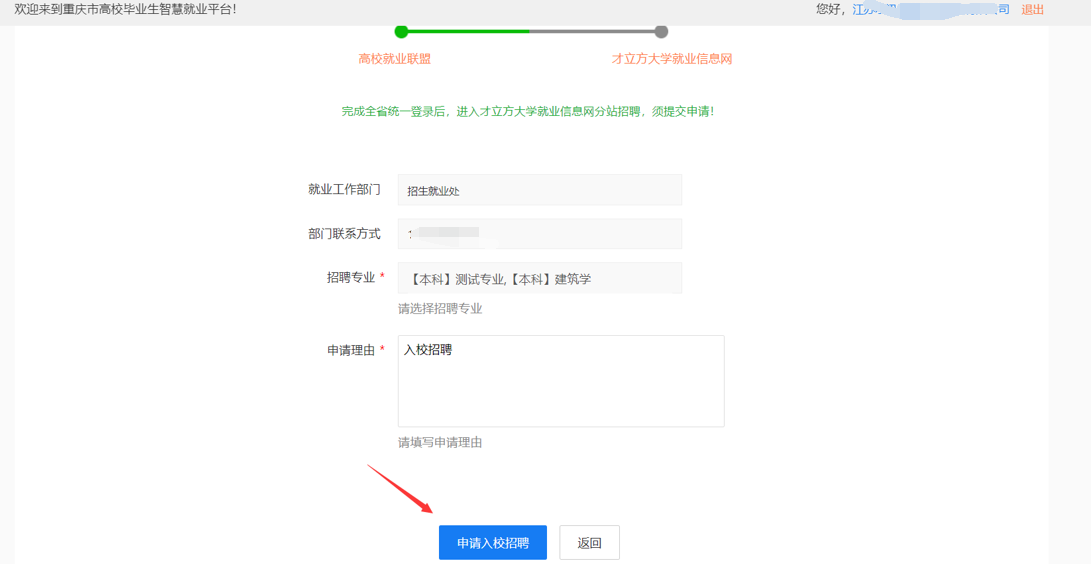 欢迎来到重庆市高校毕业生智慧就业平台！
您好，江苏 公司 退出
高校就业联盟 才立方大学就业信息网
完成全省统一登录后，进入才立方大学就业信息网分站招聘，须提交申请！
就业工作部门 招生就业处
部门联系方式
招聘专业 * 【本科】测试专业,【本科】建筑学
请选择招聘专业
申请理由 * 入校招聘
请填写申请理由
申请入校招聘 返回